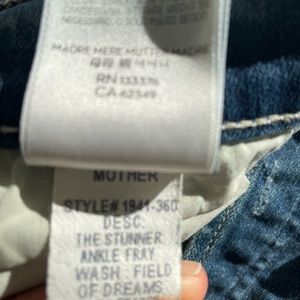 MADRE MERE MUTTER MADRE
RN 133376
CA 62349
MOTHER
STYLE# 1941-360
DESC:
THE STUNNER
ANKLE FRAY
WASH : FIELD
OF DREAMS